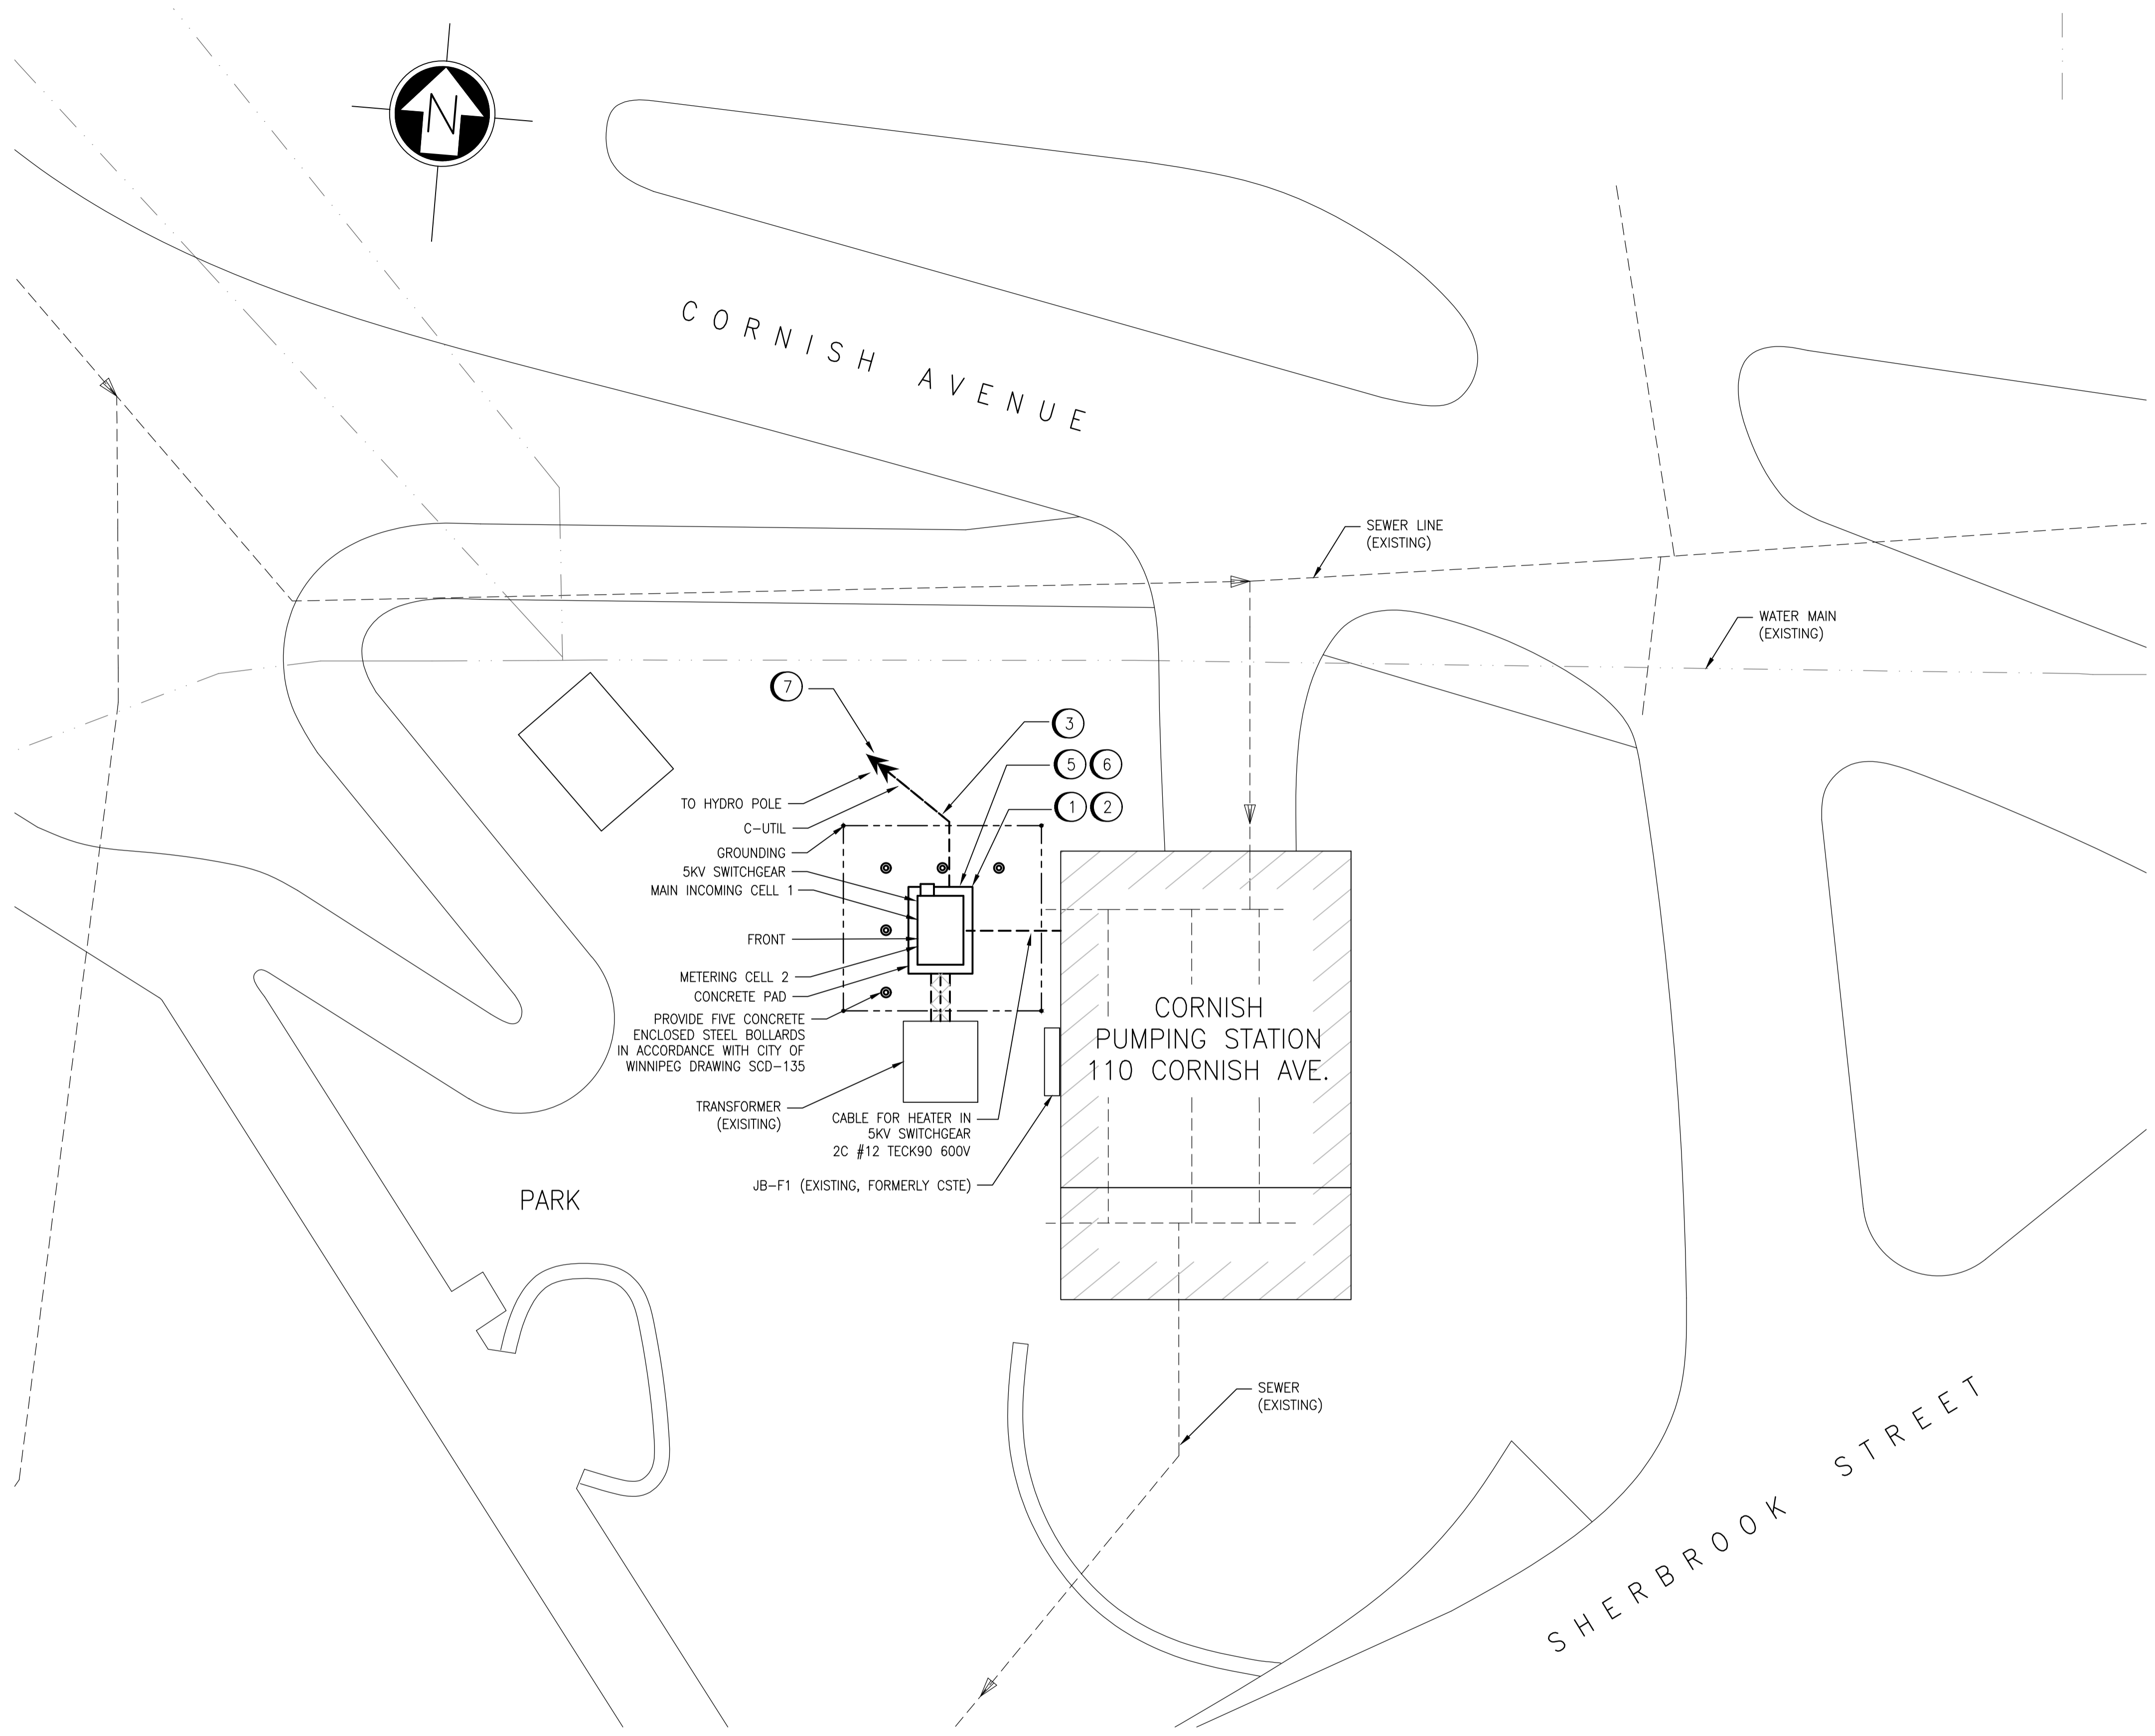 N
CORNISH AVENUE
SEWER LINE
(EXISTING)
WATER MAIN
(EXISTING)
7
3
5 6
1 2
TO HYDRO POLE
C-UTIL
GROUNDING
5KV SWITCHGEAR
MAIN INCOMING CELL 1
FRONT
METERING CELL 2
CONCRETE PAD
PROVIDE FIVE CONCRETE
ENCLOSED STEEL BOLLARDS
IN ACCORDANCE WITH CITY OF
WINNIPEG DRAWING SCD-135
TRANSFORMER
(EXISITING)
CABLE FOR HEATER IN
5KV SWITCHGEAR
2C #12 TECK90 600V
JB-F1 (EXISTING, FORMERLY CSTE)
CORNISH
PUMPING STATION
110 CORNISH AVE.
PARK
SEWER
(EXISTING)
SHERBROOK STREET